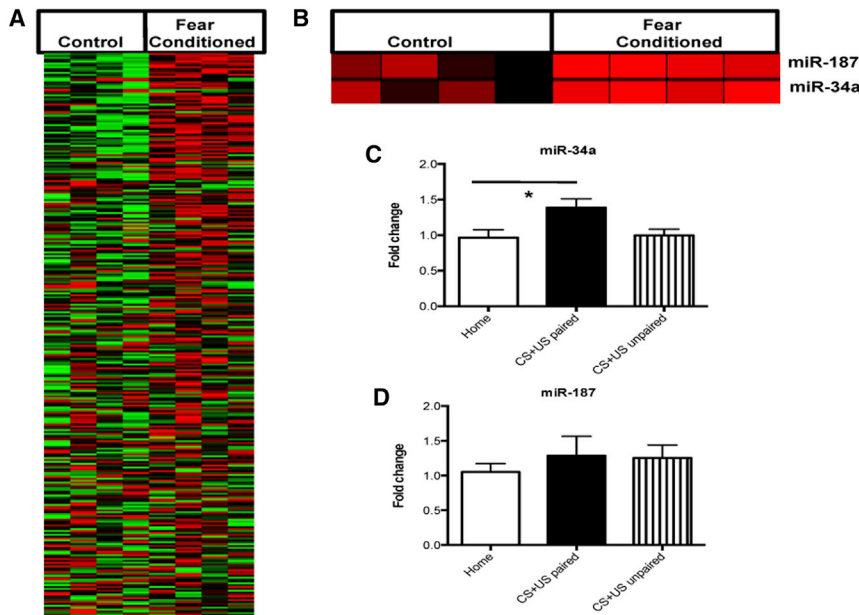 A
Control
Fear
Conditioned
B
Control
Fear
Conditioned
miR-187
miR-34a
C
miR-34a
Fold change
2.0
1.5
1.0
0.5
0.0
*
Home
CS+US paired
CS+US unpaired
D
miR-187
Fold change
2.0
1.5
1.0
0.5
0.0
Home
CS+US paired
CS+US unpaired